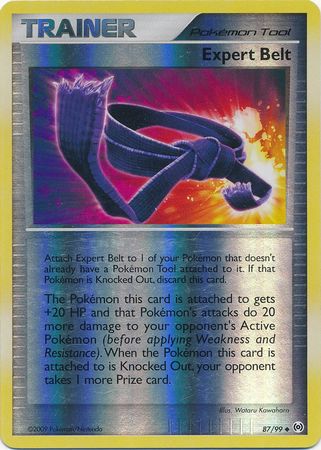 TRAINER
Pokémon Tool
Expert Belt
Attach Expert Belt to 1 of your Pokémon that doesn't
already have a Pokémon Tool attached to it. If that
Pokémon is Knocked Out, discard this card.
The Pokémon this card is attached to gets
+20 HP and that Pokémon's attacks do 20
more damage to your opponent's Active
Pokémon (before applying Weakness and
Resistance). When the Pokémon this card is
attached to is Knocked Out, your opponent
takes 1 more Prize card.
Illus. Wataru Kawahara
©2009 Pokémon/Nintendo
87/99